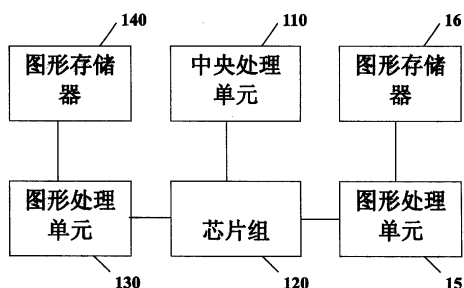 140
110
16
图形存储
器
中央处理
单元
图形存储
器
图形处理
单元
芯片组
图形处理
单元
130
120
15